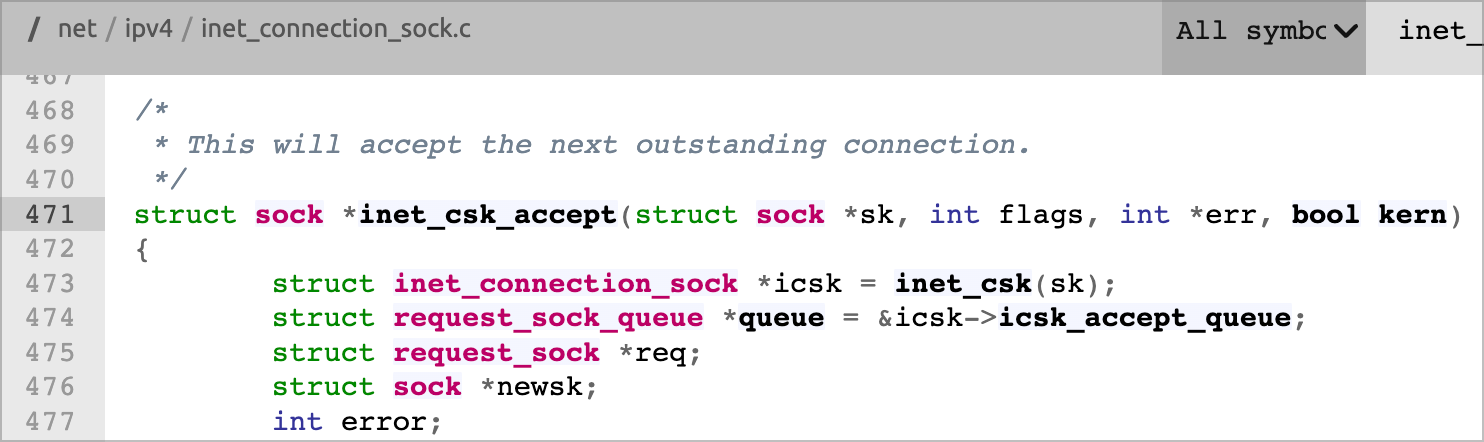 / net / ipv4 / inet_connection_sock.c All symbo inet_
467
468 /*
469 * This will accept the next outstanding connection.
470 */
471 struct sock *inet_csk_accept(struct sock *sk, int flags, int *err, bool kern)
472 {
473 struct inet_connection_sock *icsk = inet_csk(sk);
474 struct request_sock_queue *queue = &icsk->icsk_accept_queue;
475 struct request_sock *req;
476 struct sock *newsk;
477 int error;